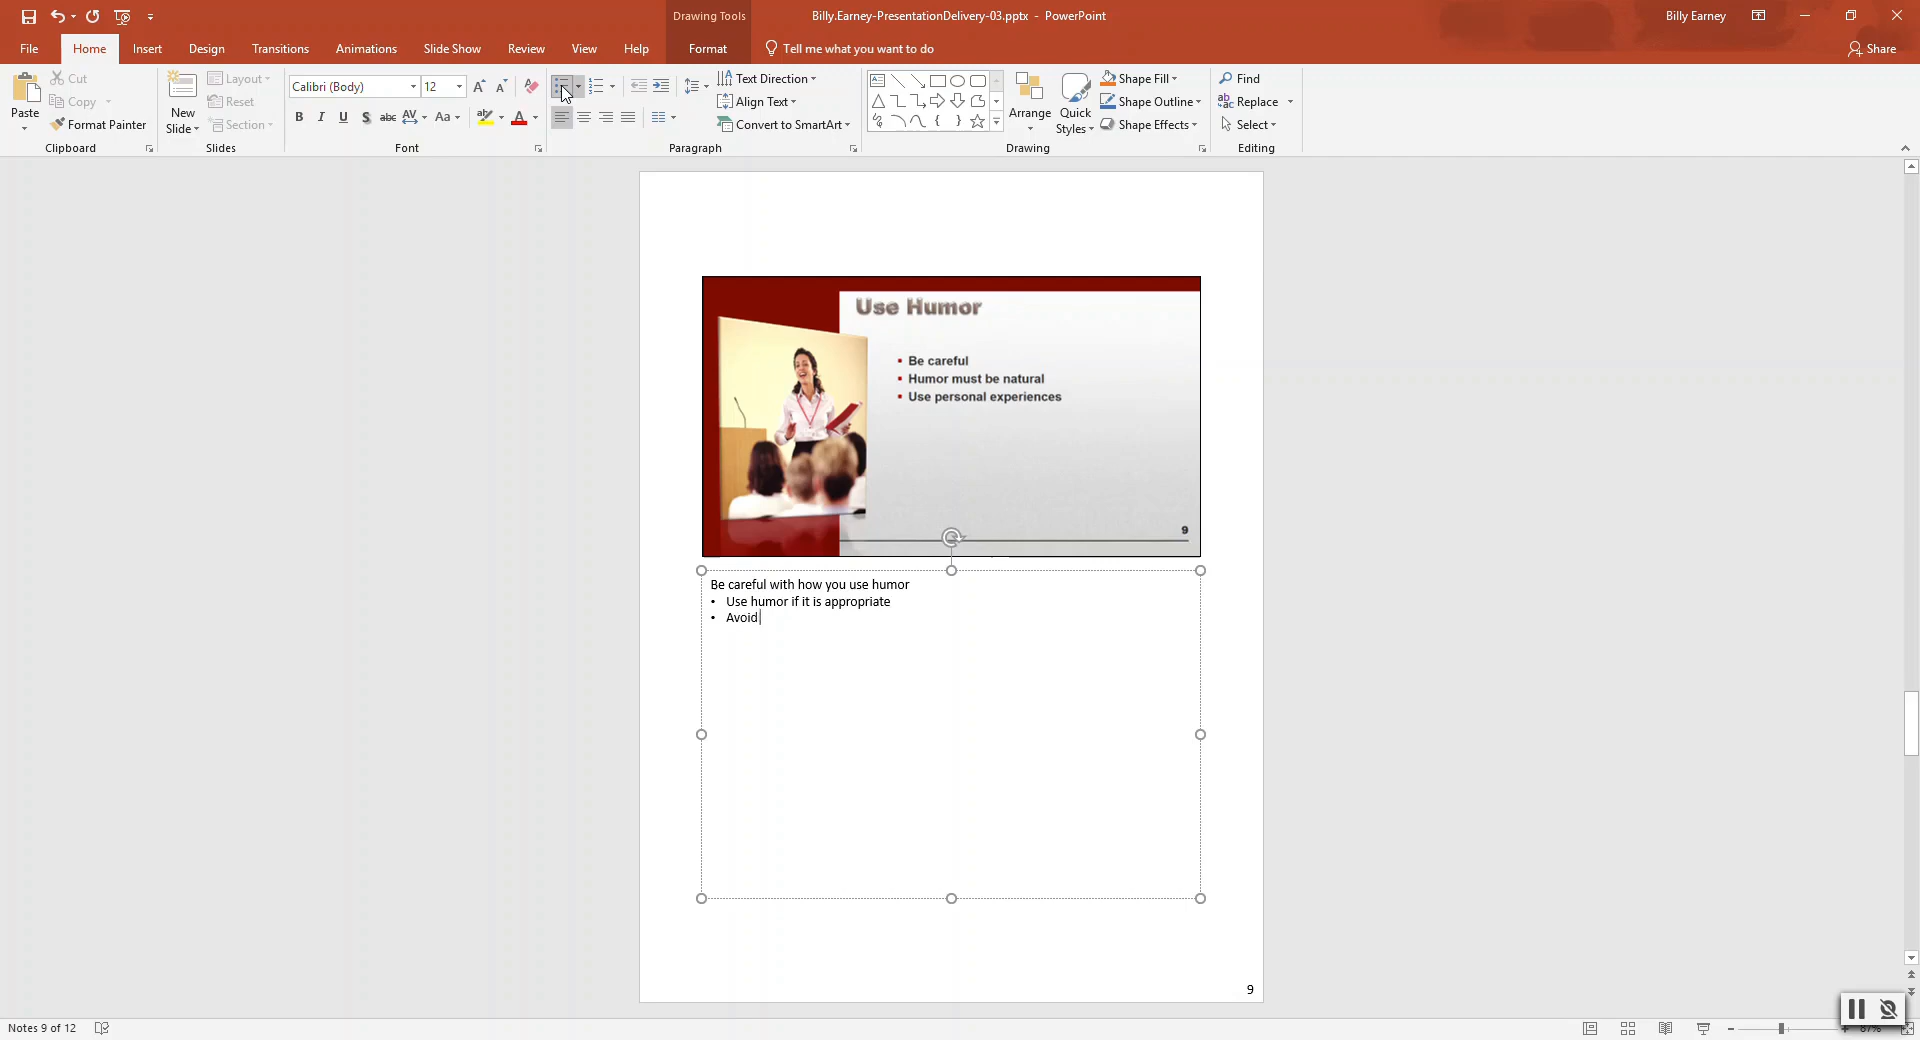 Billy.Earney-PresentationDelivery-03.pptx - PowerPoint
Drawing Tools
Billy Earney
File Home Insert Design Transitions Animations Slide Show Review View Help Format Tell me what you want to do Share
Paste
Cut
Copy
Format Painter
Clipboard
New
Slide
Layout
Reset
Section
Slides
Calibri (Body) 12
B I U S abc AV Aa A
Font
Text Direction
Align Text
Convert to SmartArt
Paragraph
Arrange
Quick
Styles
Shape Fill
Shape Outline
Shape Effects
Drawing
Find
Replace
Select
Editing
Use Humor
▪ Be careful
▪ Humor must be natural
▪ Use personal experiences
9
Be careful with how you use humor
• Use humor if it is appropriate
• Avoid
9
Notes 9 of 12
87%